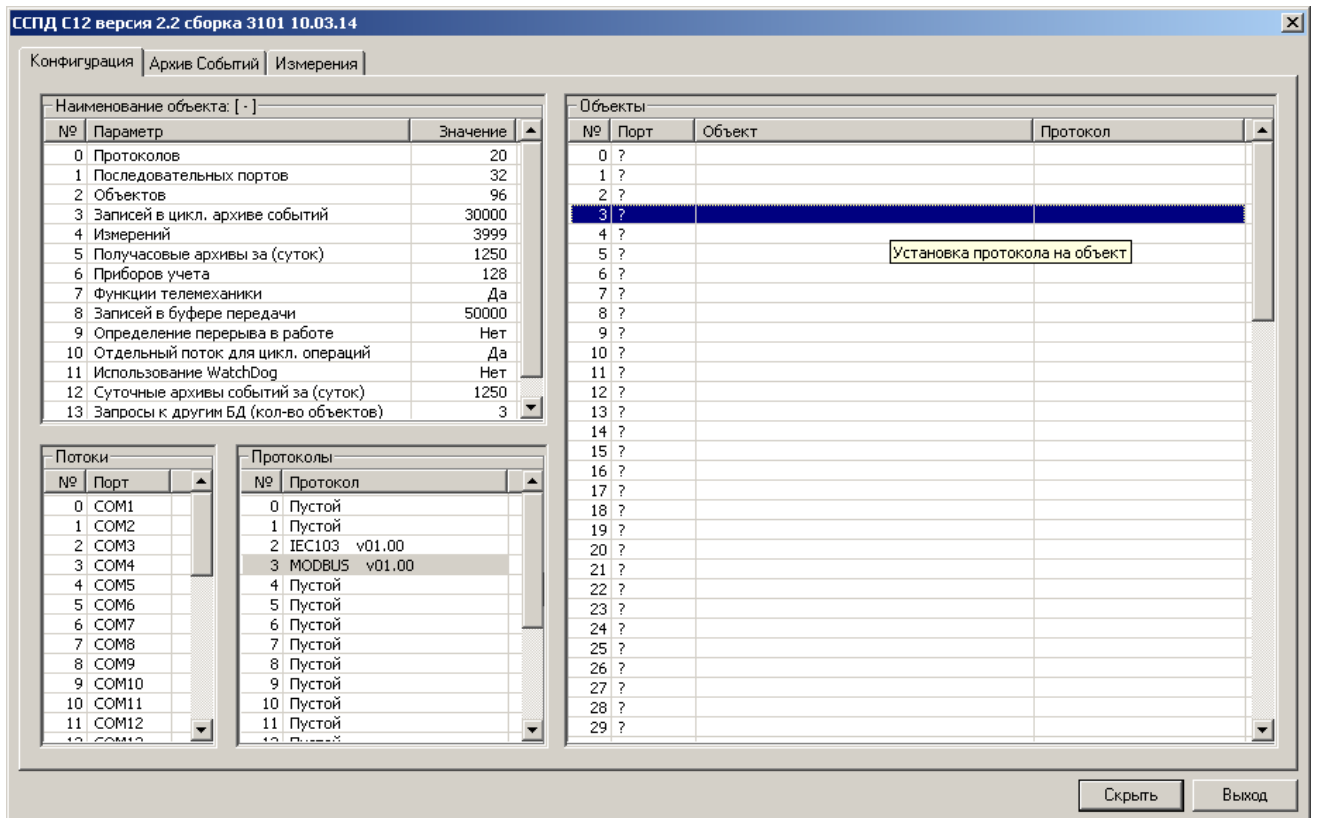 ССПД С12 версия 2.2 сборка 3101 10.03.14
Конфигурация Архив Событий Измерения
Наименование объекта: [ - ]
№ Параметр Значение
0 Протоколов 20
1 Последовательных портов 32
2 Объектов 96
3 Записей в цикл. архиве событий 30000
4 Измерений 3999
5 Получасовые архивы за (суток) 1250
6 Приборов учета 128
7 Функции телемеханики Да
8 Записей в буфере передачи 50000
9 Определение перерыва в работе Нет
10 Отдельный поток для цикл. операций Да
11 Использование WatchDog Нет
12 Суточные архивы событий за (суток) 1250
13 Запросы к другим БД (кол-во объектов) 3
Потоки
№ Порт
0 COM1
1 COM2
2 COM3
3 COM4
4 COM5
5 COM6
6 COM7
7 COM8
8 COM9
9 COM10
10 COM11
11 COM12
12 COM13
Протоколы
№ Протокол
0 Пустой
1 Пустой
2 IEC103 v01.00
3 MODBUS v01.00
4 Пустой
5 Пустой
6 Пустой
7 Пустой
8 Пустой
9 Пустой
10 Пустой
11 Пустой
12 Пустой
Объекты
№ Порт Объект Протокол
0 ?
1 ?
2 ?
3 ?
4 ?
Установка протокола на объект
5 ?
6 ?
7 ?
8 ?
9 ?
10 ?
11 ?
12 ?
13 ?
14 ?
15 ?
16 ?
17 ?
18 ?
19 ?
20 ?
21 ?
22 ?
23 ?
24 ?
25 ?
26 ?
27 ?
28 ?
29 ?
Скрыть Выход